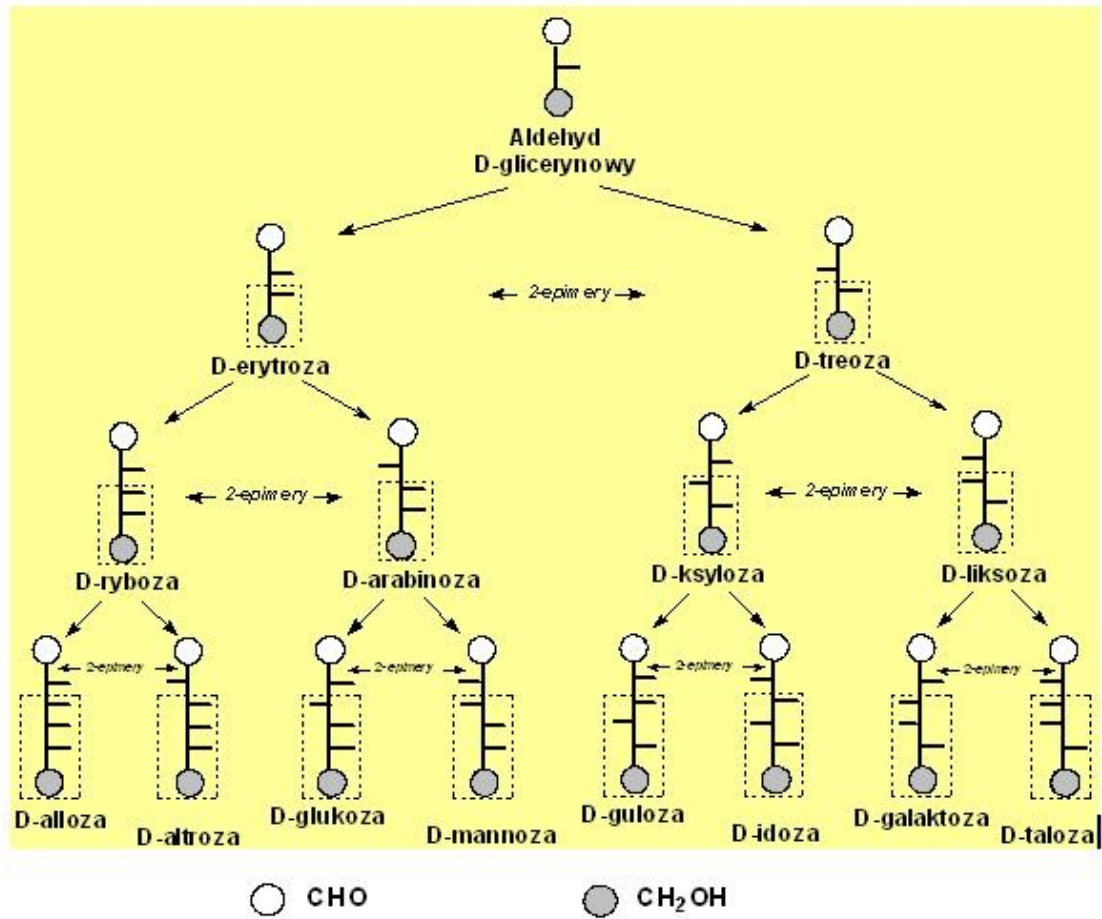 Aldehyd
D-glicerynowy
2-epimery
D-erytroza
D-treoza
2-epimery
2-epimery
D-ryboza
D-arabinoza
D-ksyloza
D-liksoza
2-epimery
2-epimery
2-epimery
2-epimery
D-alloza
D-altroza
D-glukoza
D-mannoza
D-guloza
D-idoza
D-galaktoza
D-taloza
CHO
CH₂OH